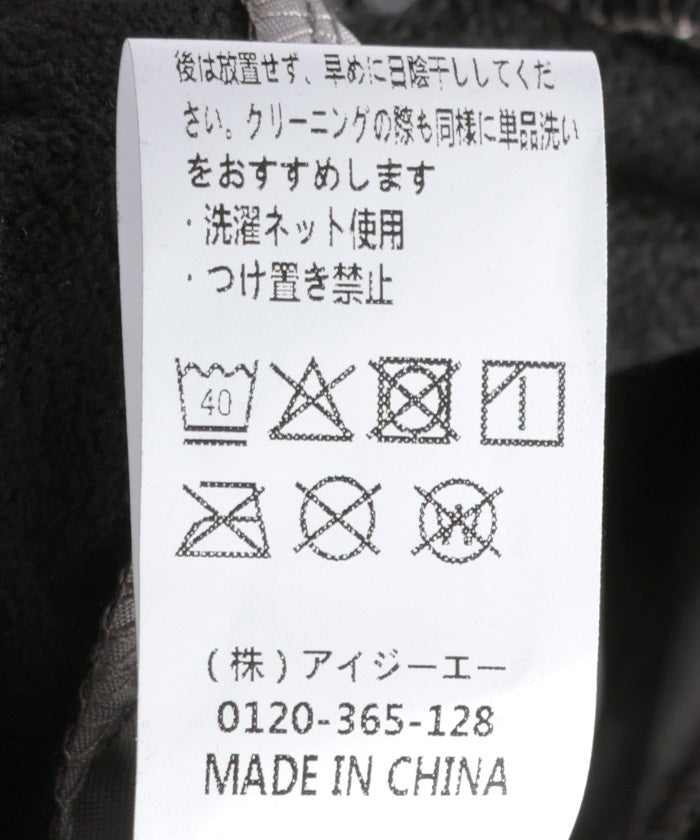 後は放置せず、早めに日陰干ししてくだ
さい。クリーニングの際も同様に単品洗い
をおすすめします
・洗濯ネット使用
・つけ置き禁止
40
W
(株)アイジーエー
0120-365-128
MADE IN CHINA